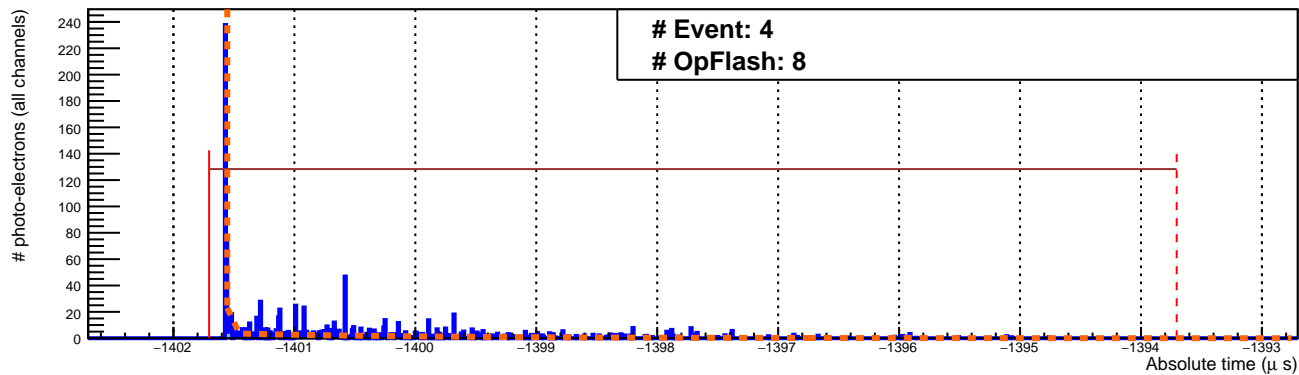 # photo-electrons (all channels)
240
220
200
180
160
140
120
100
80
60
40
20
0
# Event: 4
# OpFlash: 8
−1402 −1401 −1400 −1399 −1398 −1397 −1396 −1395 −1394 −1393
Absolute time (μ s)